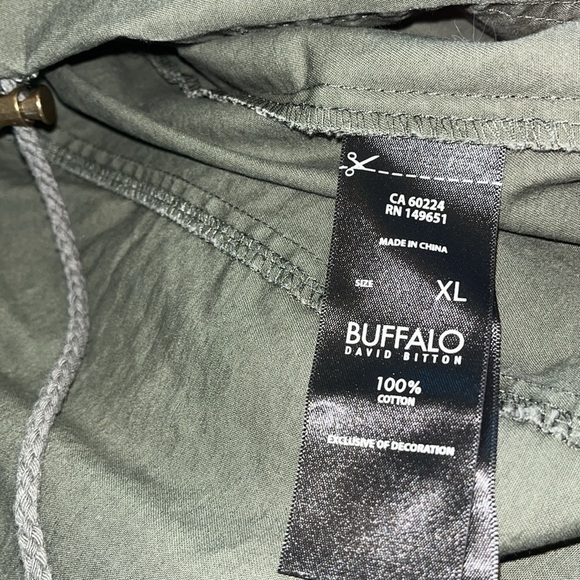 CA 60224
RN 149651
MADE IN CHINA
SIZE XL
BUFFALO
DAVID BITTON
100%
COTTON
EXCLUSIVE OF DECORATION